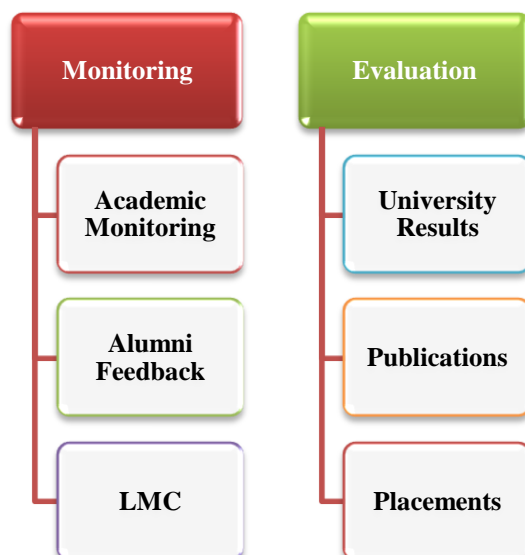 Monitoring
Academic
Monitoring
Alumni
Feedback
LMC
Evaluation
University
Results
Publications
Placements